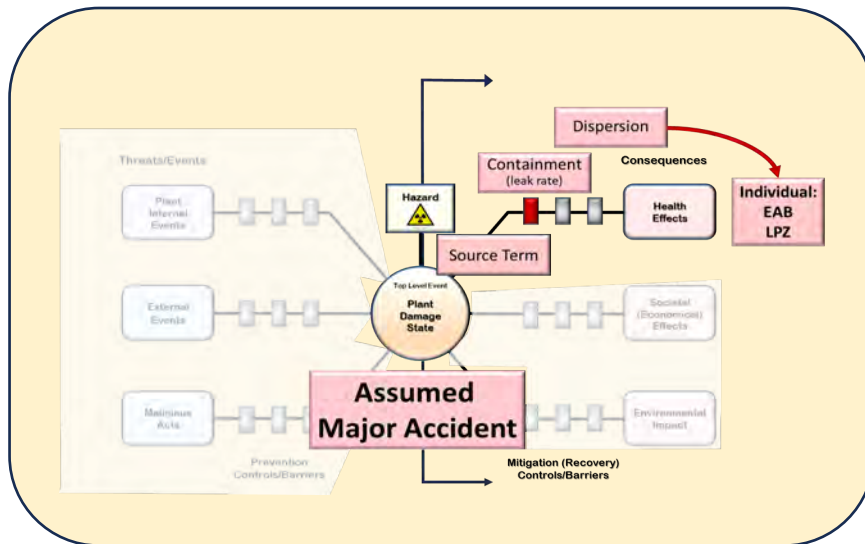 Dispersion
Threats/Events
Containment
(leak rate)
Consequences
Plant
Internal
Events
Hazard
Health
Effects
Individual:
EAB
LPZ
Source Term
Top Level Event
Plant
Damage
State
External
Events
Societal
(Economical)
Effects
Assumed
Major Accident
Malicious
Acts
Environmental
Impact
Prevention
Controls/Barriers
Mitigation (Recovery)
Controls/Barriers